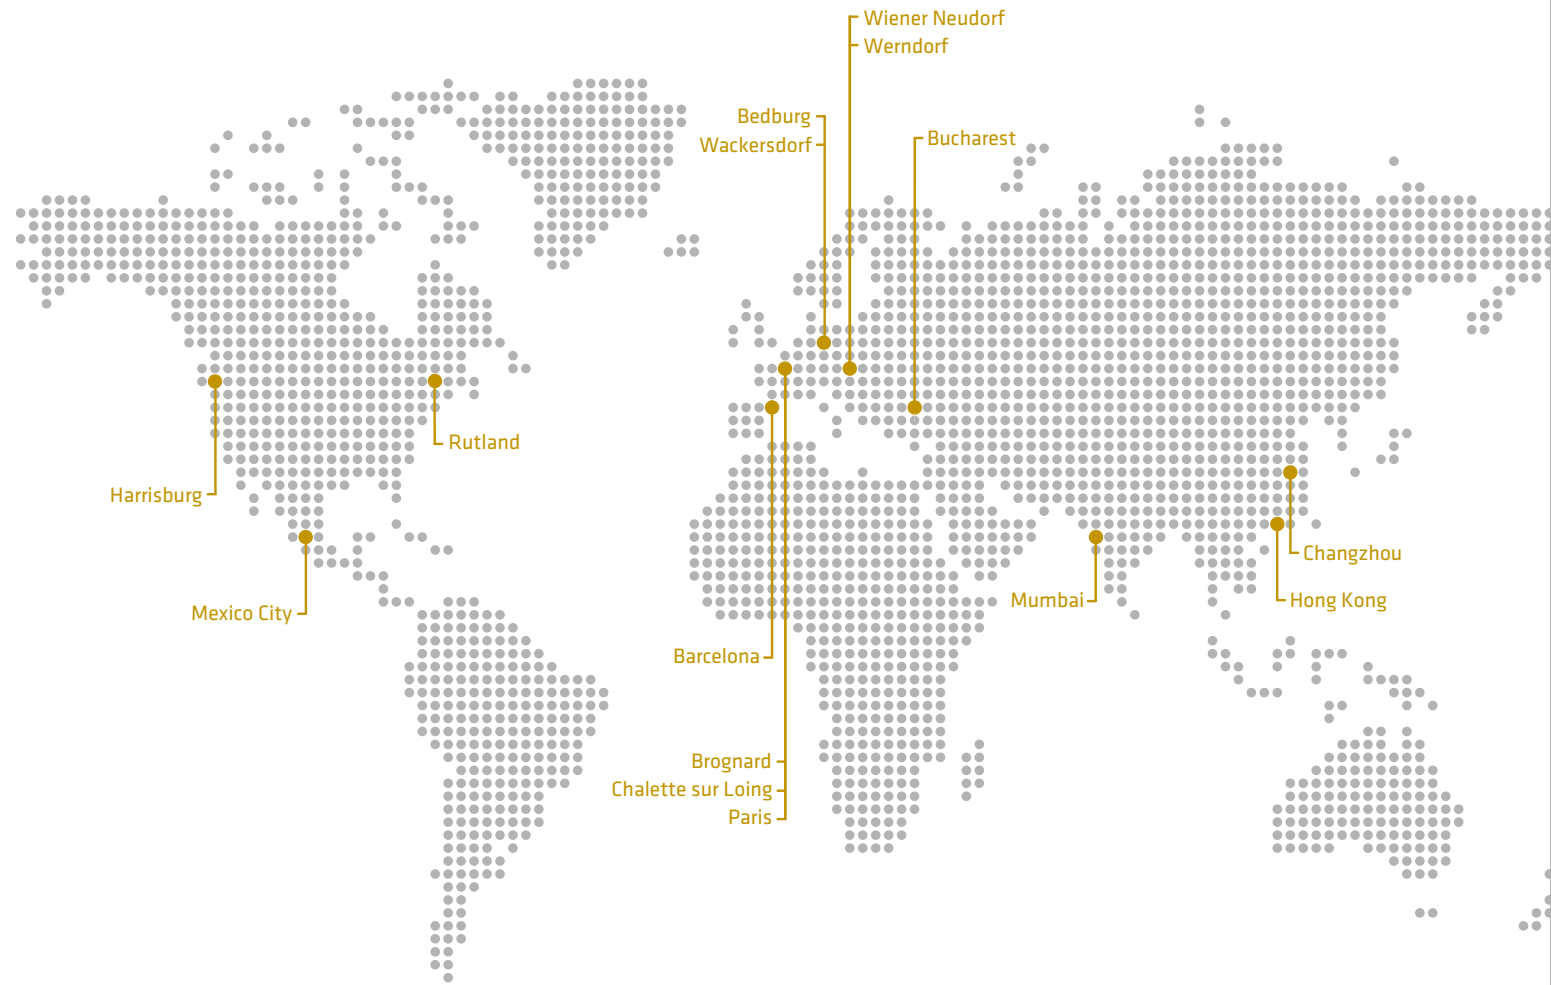 Wiener Neudorf
Werndorf
Bedburg
Wackersdorf
Bucharest
Rutland
Harrisburg
Mexico City
Changzhou
Mumbai
Hong Kong
Barcelona
Brognard
Chalette sur Loing
Paris